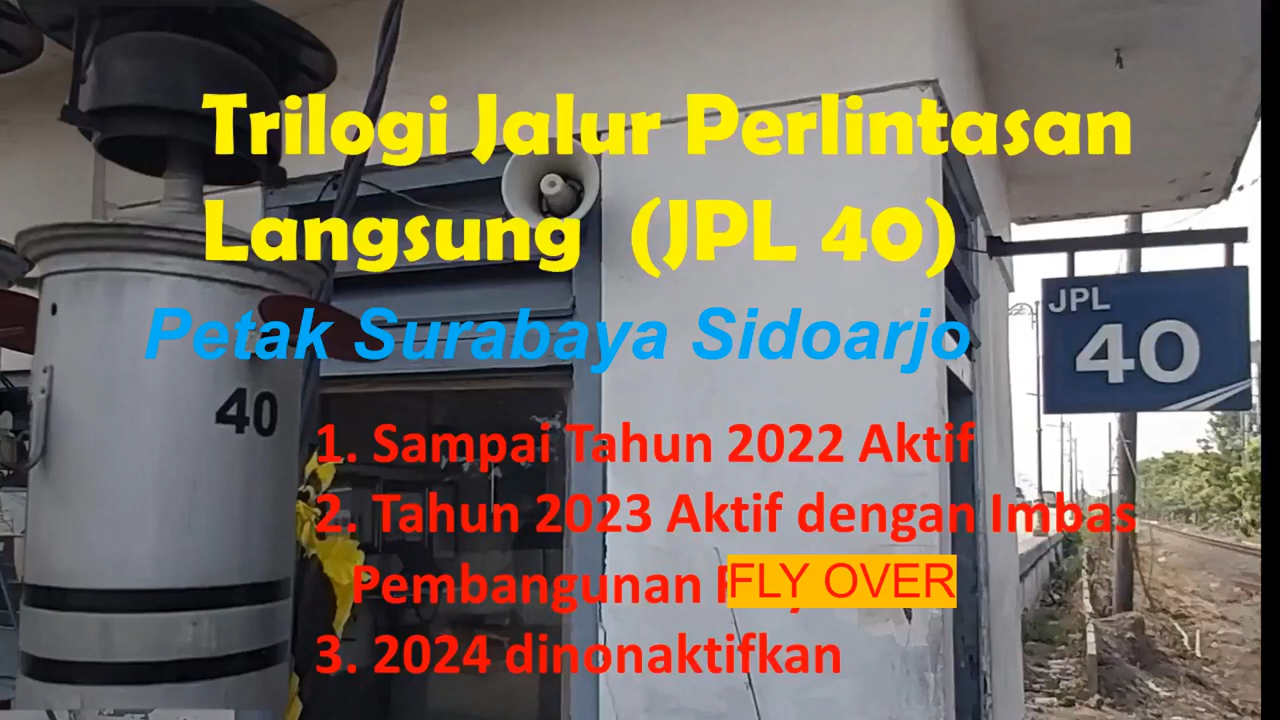 Trilogi Jalur Perlintasan
Langsung (JPL 40)
Petak Surabaya Sidoarjo
JPL
40
40
1. Sampai Tahun 2022 Aktif
2. Tahun 2023 Aktif dengan Imbas
Pembangunan FLY OVER
3. 2024 dinonaktifkan